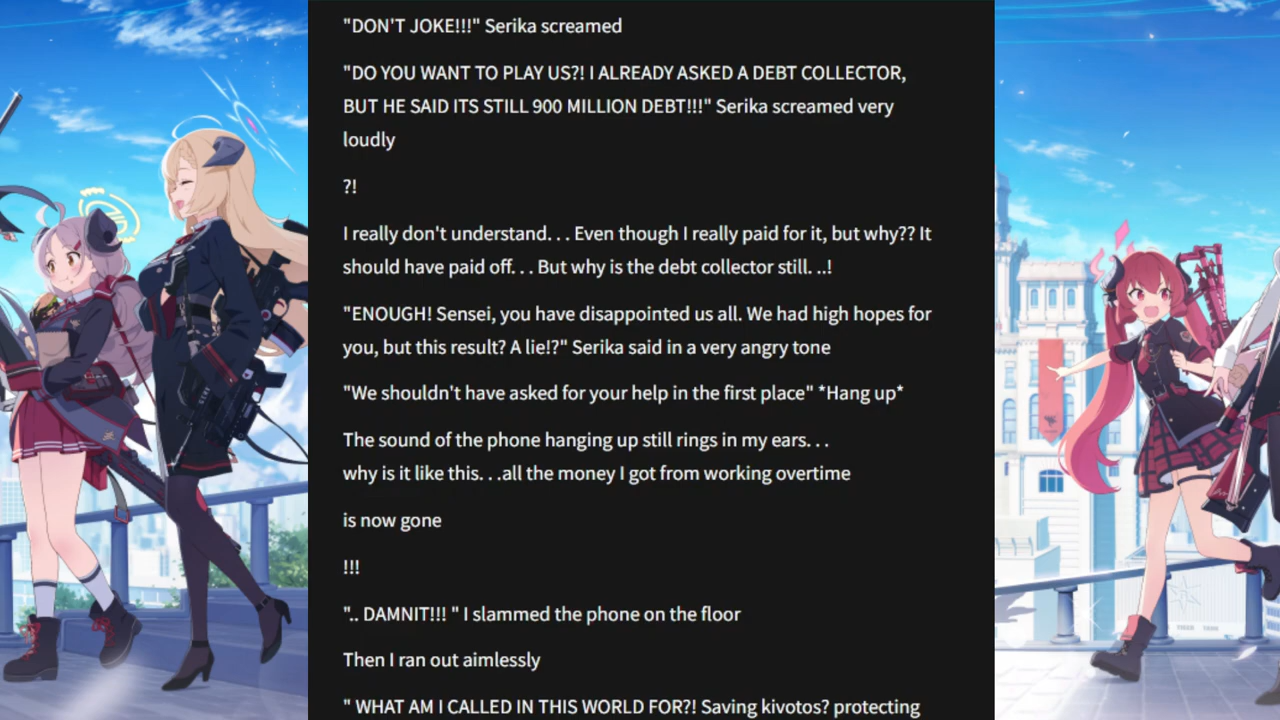 "DON'T JOKE!!!" Serika screamed
"DO YOU WANT TO PLAY US?! I ALREADY ASKED A DEBT COLLECTOR,
BUT HE SAID ITS STILL 900 MILLION DEBT!!!" Serika screamed very
loudly
?!
I really don't understand. . . Even though I really paid for it, but why?? It
should have paid off. . . But why is the debt collector still. ..!
"ENOUGH! Sensei, you have disappointed us all. We had high hopes for
you, but this result? A lie!?" Serika said in a very angry tone
"We shouldn't have asked for your help in the first place" *Hang up*
The sound of the phone hanging up still rings in my ears. . .
why is it like this. . .all the money I got from working overtime
is now gone
!!!
".. DAMNIT!!! " I slammed the phone on the floor
Then I ran out aimlessly
" WHAT AM I CALLED IN THIS WORLD FOR?! Saving kivotos? protecting